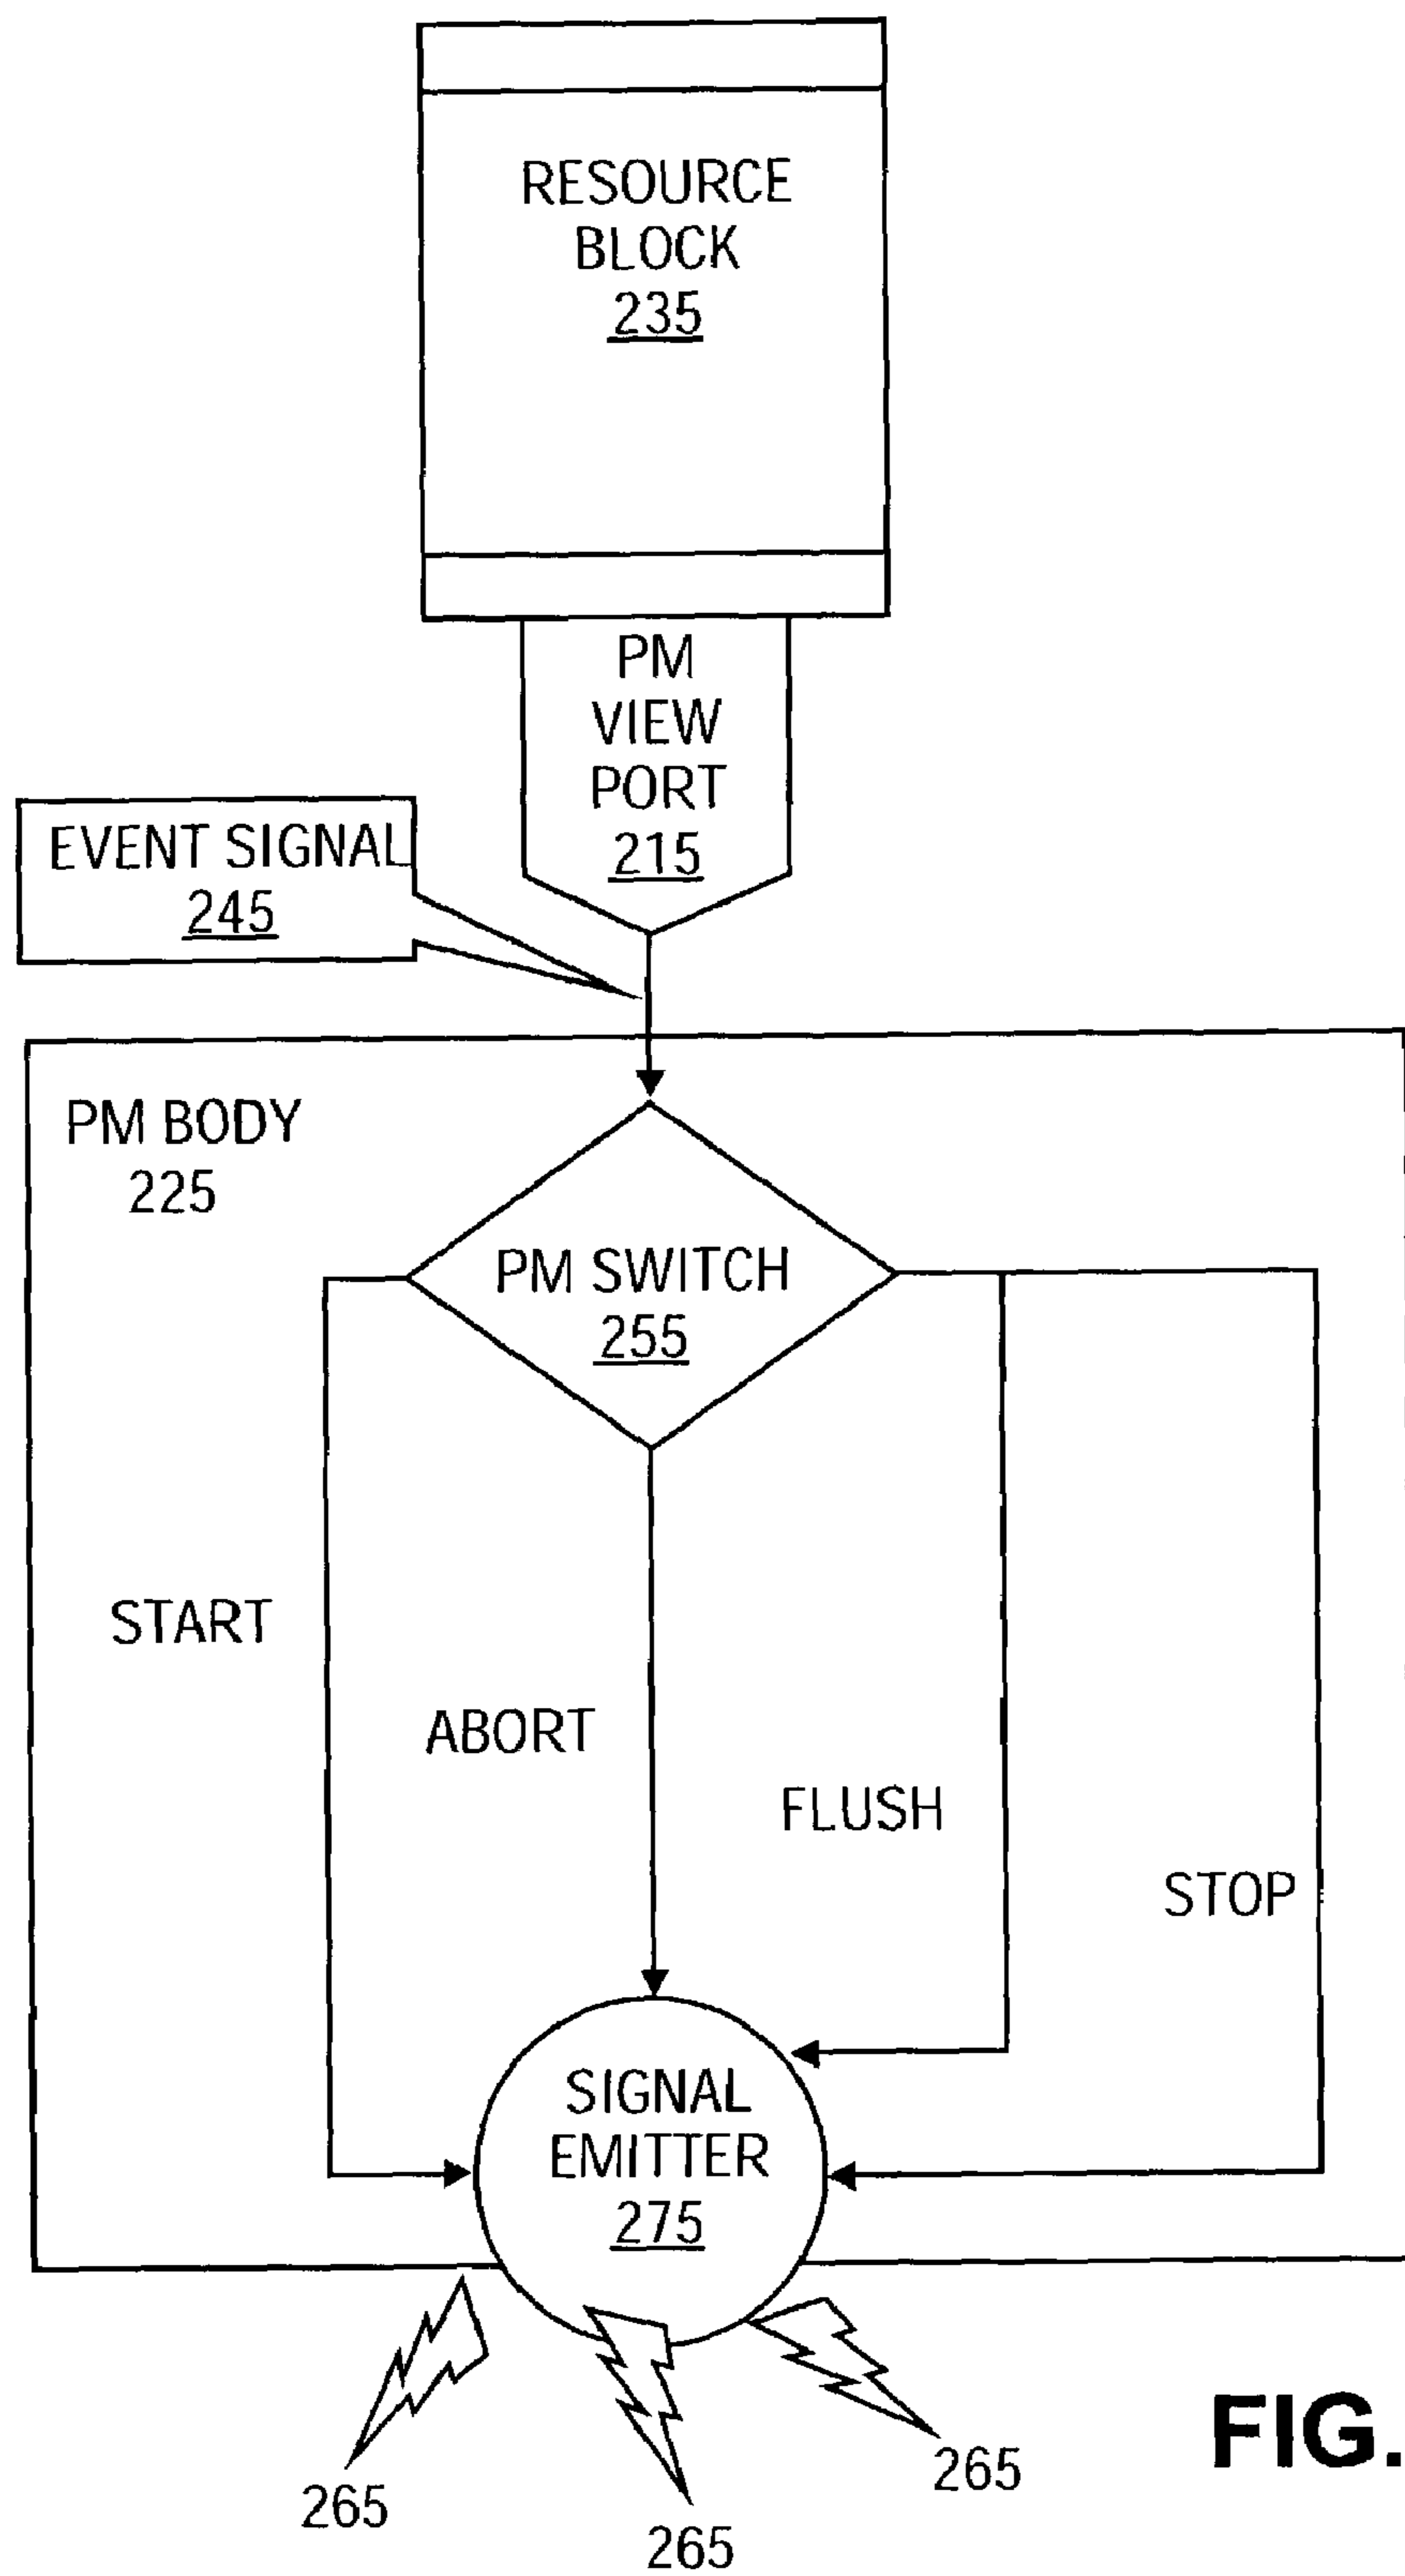 RESOURCE
BLOCK
235
PM
VIEW
PORT
215
EVENT SIGNAL
245
PM BODY
225
PM SWITCH
255
START
ABORT
FLUSH
STOP
SIGNAL
EMITTER
275
265
265
265
FIG.